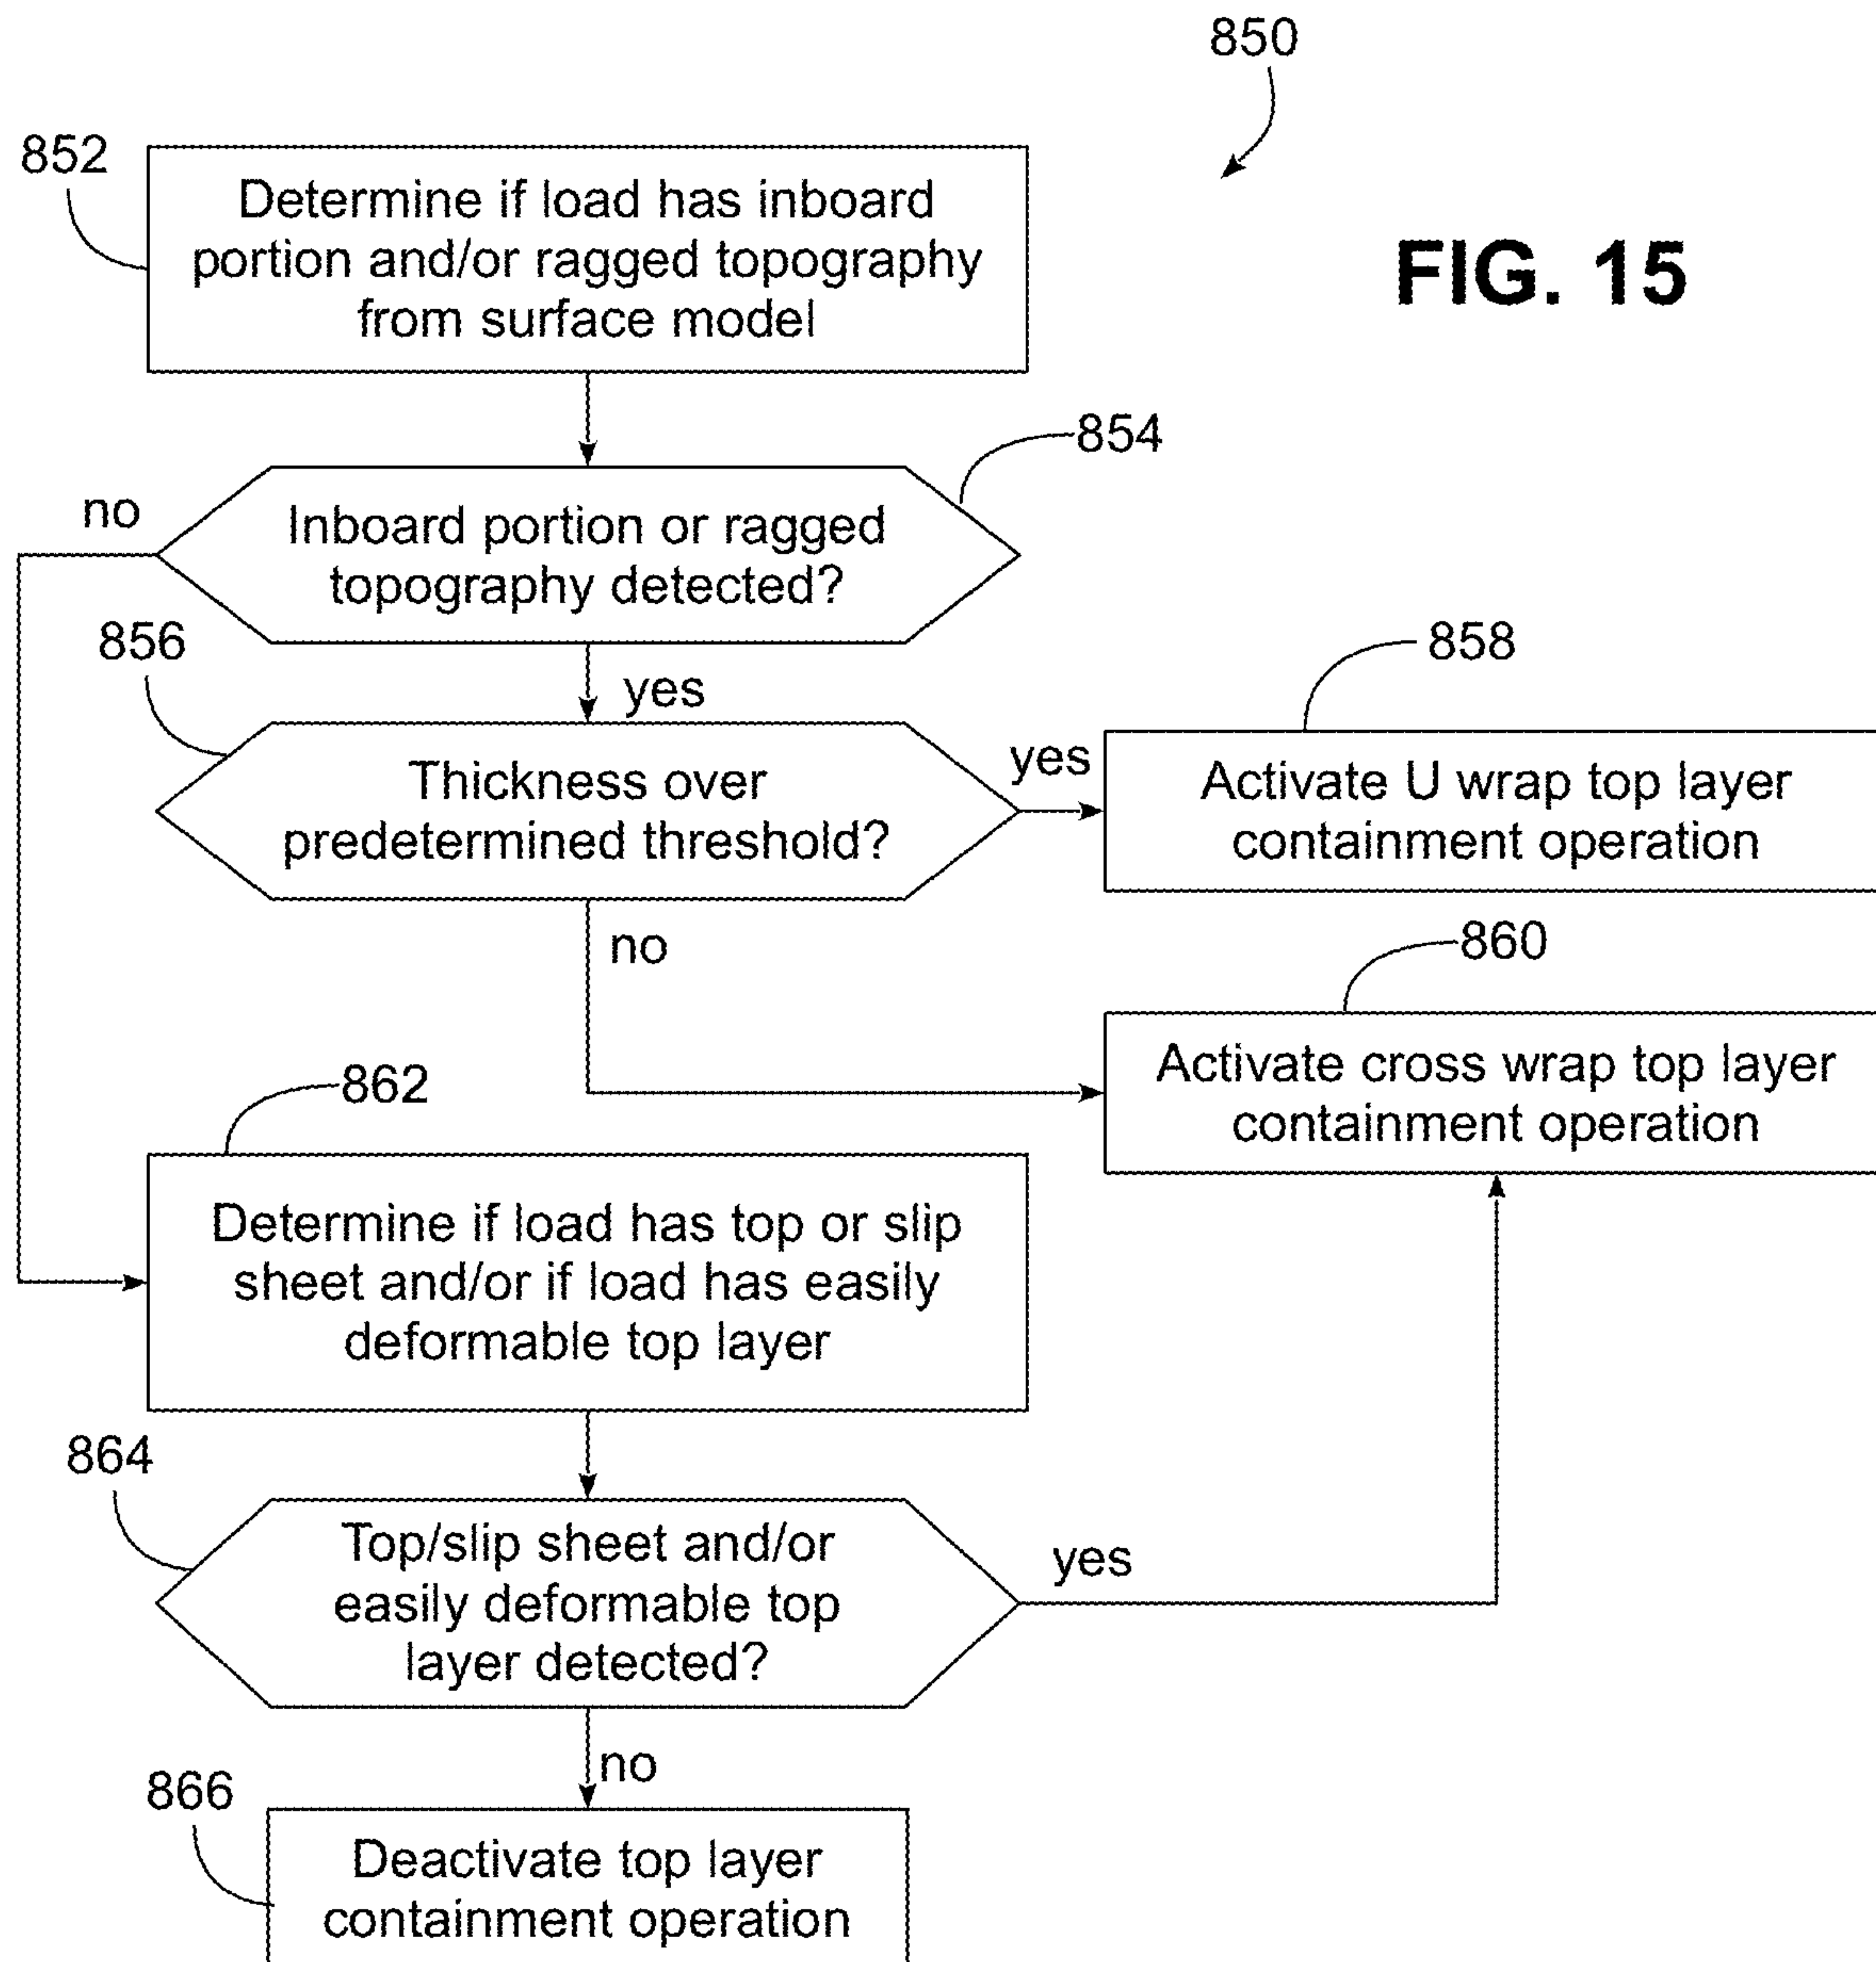 850
FIG. 15
852
Determine if load has inboard
portion and/or ragged topography
from surface model
854
no
Inboard portion or ragged
topography detected?
856
yes
858
Thickness over
predetermined threshold?
yes
Activate U wrap top layer
containment operation
no
860
Activate cross wrap top layer
containment operation
862
Determine if load has top or slip
sheet and/or if load has easily
deformable top layer
864
Top/slip sheet and/or
easily deformable top
layer detected?
yes
no
866
Deactivate top layer
containment operation